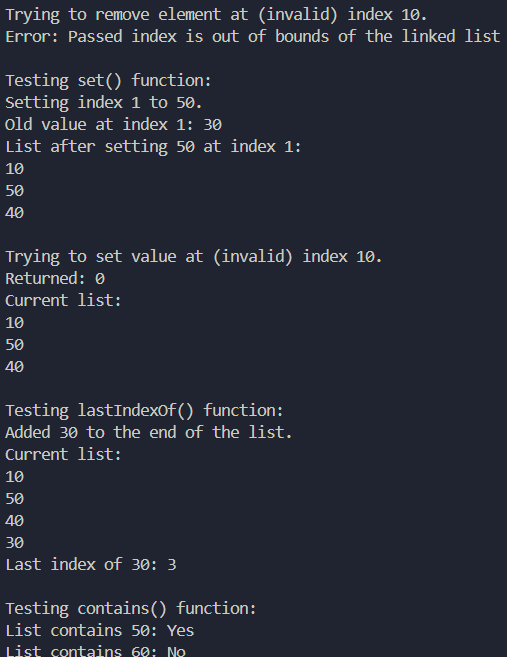 Trying to remove element at (invalid) index 10.
Error: Passed index is out of bounds of the linked list
Testing set() function:
Setting index 1 to 50.
Old value at index 1: 30
List after setting 50 at index 1:
10
50
40
Trying to set value at (invalid) index 10.
Returned: 0
Current list:
10
50
40
Testing lastIndexOf() function:
Added 30 to the end of the list.
Current list:
10
50
40
30
Last index of 30: 3
Testing contains() function:
List contains 50: Yes
List contains 60: No